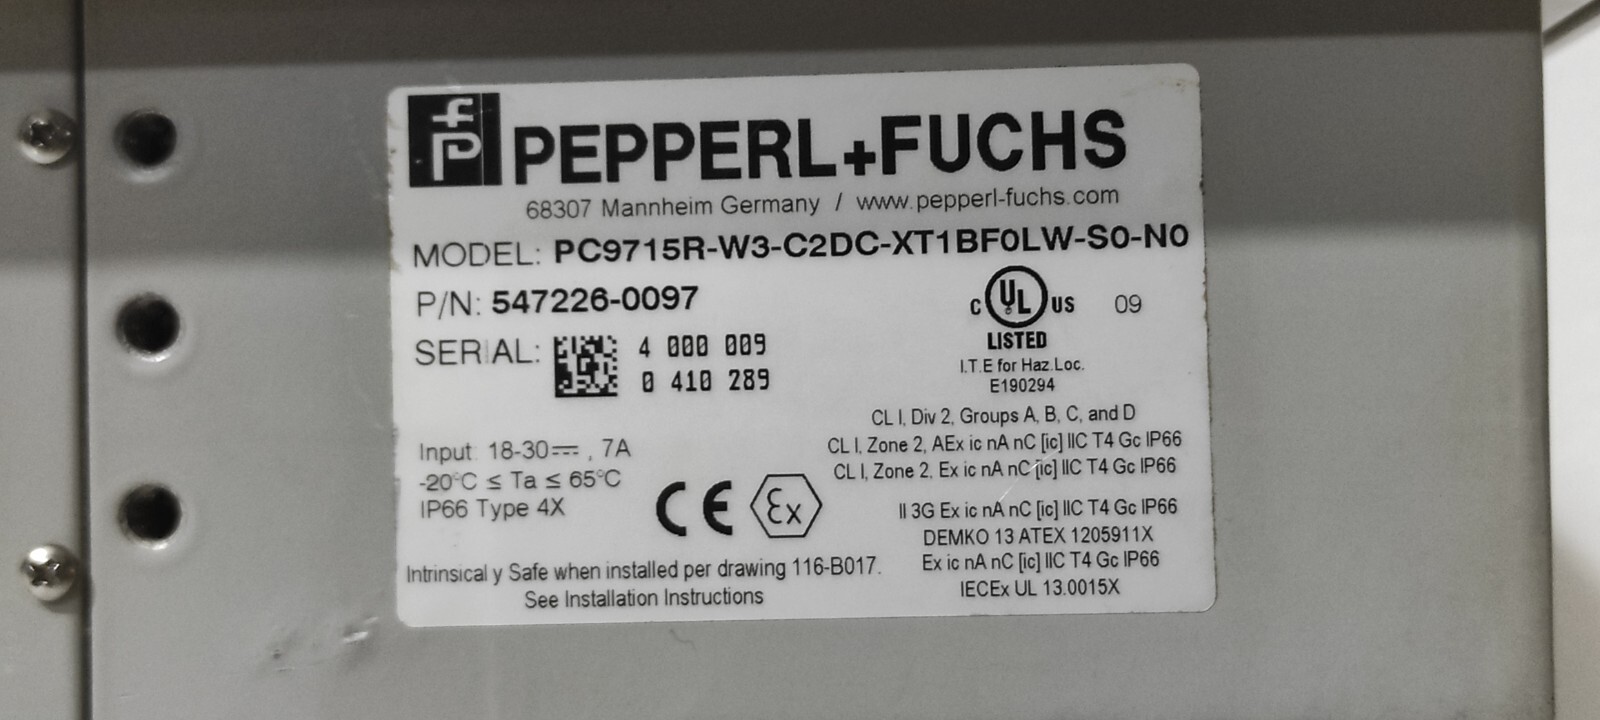 fp PEPPERL+FUCHS
68307 Mannheim Germany / www.pepperl-fuchs.com
MODEL: PC9715R-W3-C2DC-XT1BF0LW-S0-N0
P/N: 547226-0097
SERIAL: 4 000 009
0 410 289
C UL US 09
LISTED
I.T.E for Haz.Loc.
E190294
Input 18-30⎓, 7A
-20°C ≤ Ta ≤ 65°C
IP66 Type 4X
CE Ex
CL I, Div 2, Groups A, B, C, and D
CL I, Zone 2, AEx ic nA nC [ic] IIC T4 Gc IP66
CL I, Zone 2, Ex ic nA nC [ic] IIC T4 Gc IP66
II 3G Ex ic nA nC [ic] IIC T4 Gc IP66
DEMKO 13 ATEX 1205911X
Ex ic nA nC [ic] IIC T4 Gc IP66
IECEx UL 13.0015X
Intrinsical y Safe when installed per drawing 116-B017.
See Installation Instructions